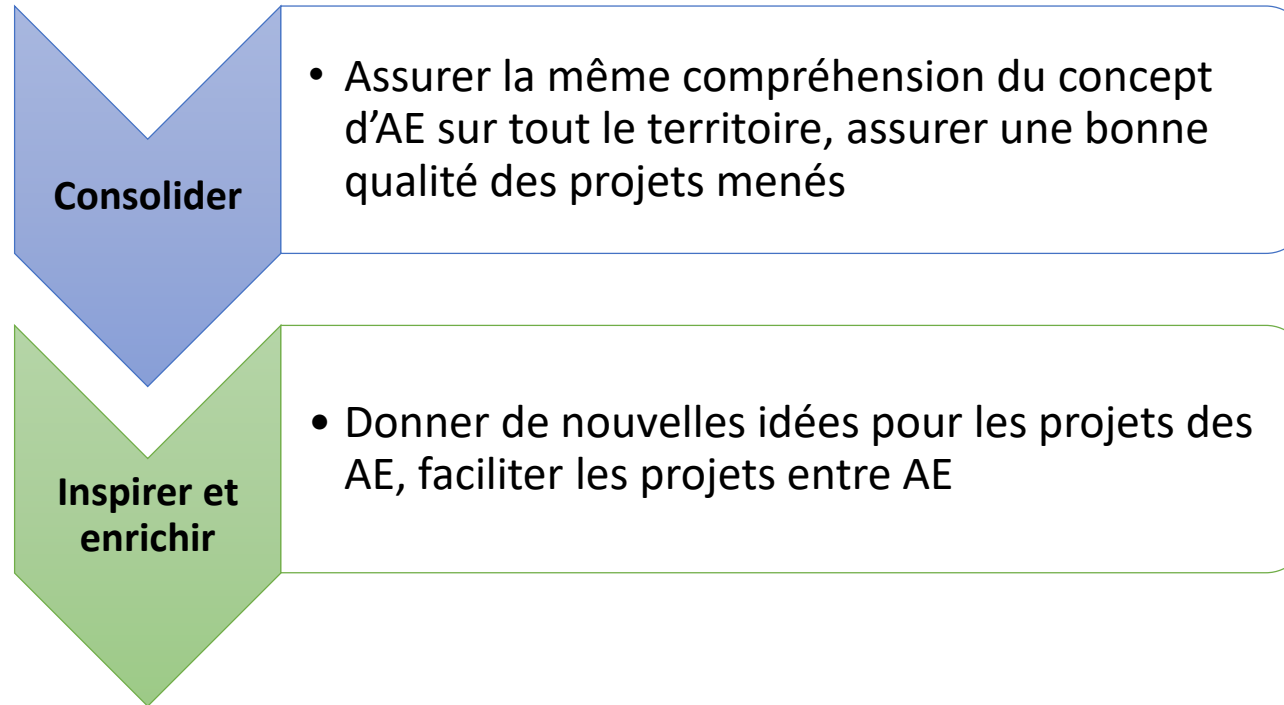 Consolider
• Assurer la même compréhension du concept
d’AE sur tout le territoire, assurer une bonne
qualité des projets menés
Inspirer et
enrichir
• Donner de nouvelles idées pour les projets des
AE, faciliter les projets entre AE